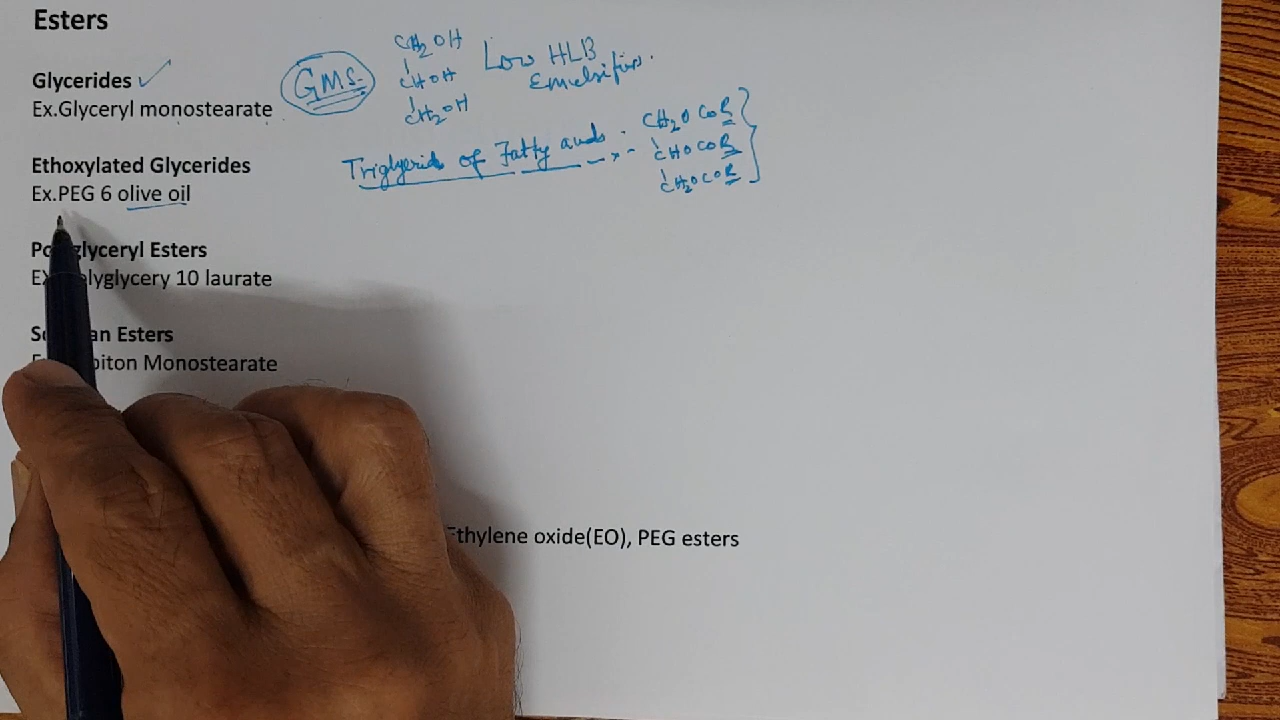 Esters
Glycerides ✓
Ex.Glyceryl monostearate
GMS
CH2OH
CHOH
CH2OH
Low HLB
Emulsifier.
Ethoxylated Glycerides
Ex.PEG 6 olive oil
Triglyeride of Fatty acids.
CH2OCOR
CHOCOR
CH2OCOR
glyceryl Esters
lyglycery 10 laurate
an Esters
biton Monostearate
Ethylene oxide(EO), PEG esters